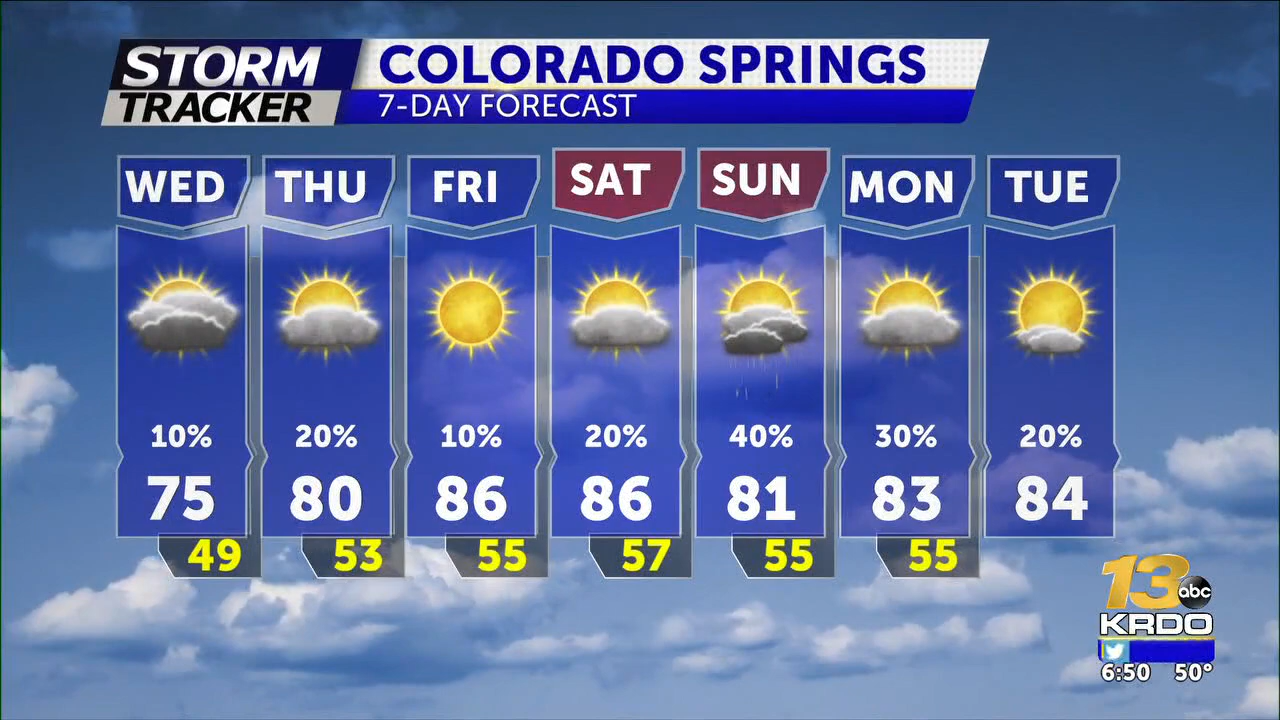 STORM
TRACKER
COLORADO SPRINGS
7-DAY FORECAST
WED THU FRI SAT SUN MON TUE
10% 20% 10% 20% 40% 30% 20%
75 80 86 86 81 83 84
49 53 55 57 55 55
13 abc
KRDO
6:50 50°